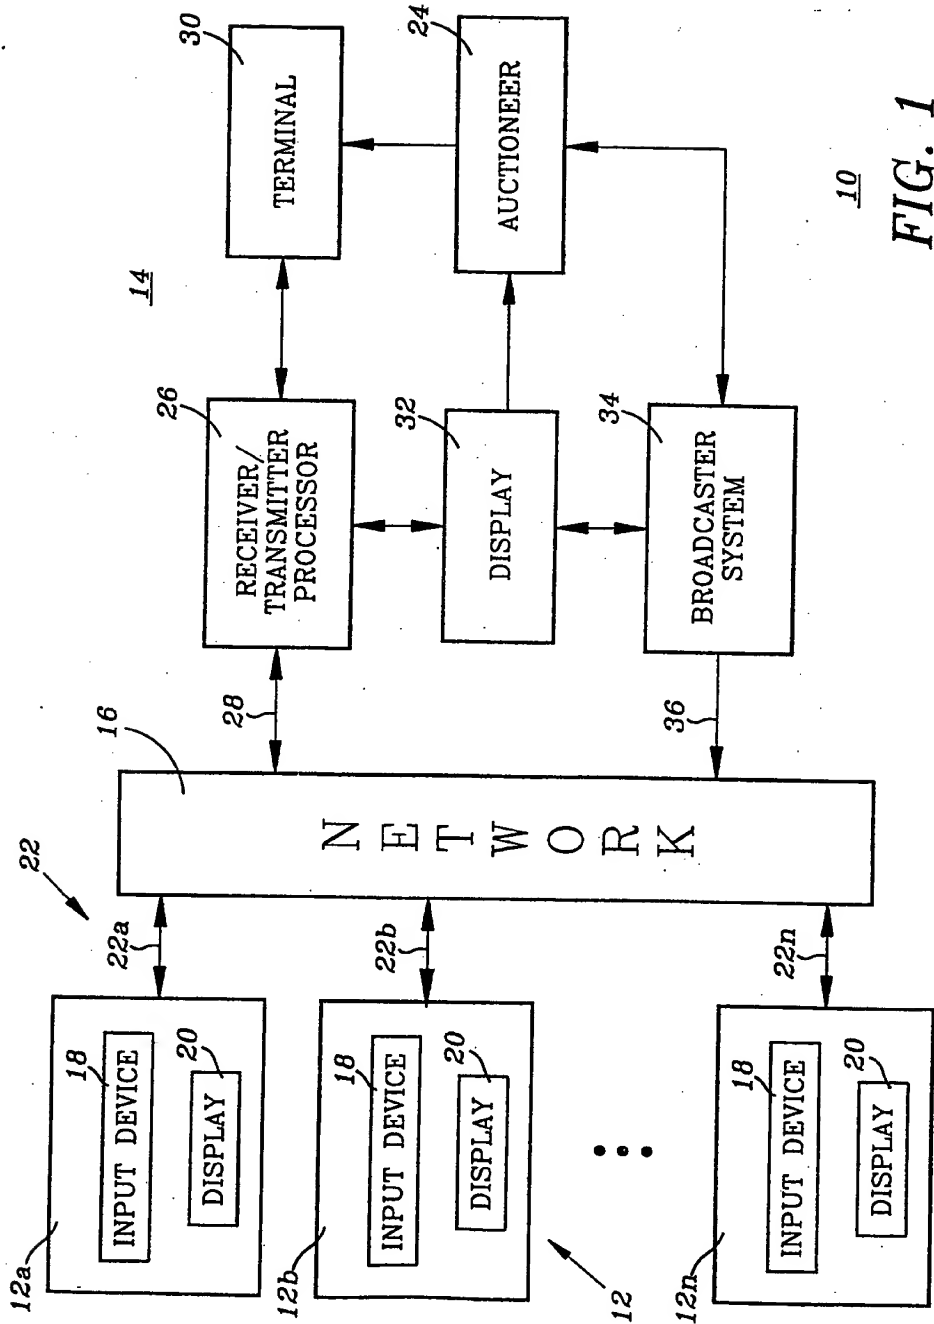 12a
18
INPUT DEVICE
20
DISPLAY
12b
18
INPUT DEVICE
20
DISPLAY
12
12n
18
INPUT DEVICE
20
DISPLAY
22
22a
22b
22n
16
NETWORK
28
36
14
26
RECEIVER/
TRANSMITTER
PROCESSOR
32
DISPLAY
34
BROADCASTER
SYSTEM
30
TERMINAL
24
AUCTIONEER
10
FIG. 1